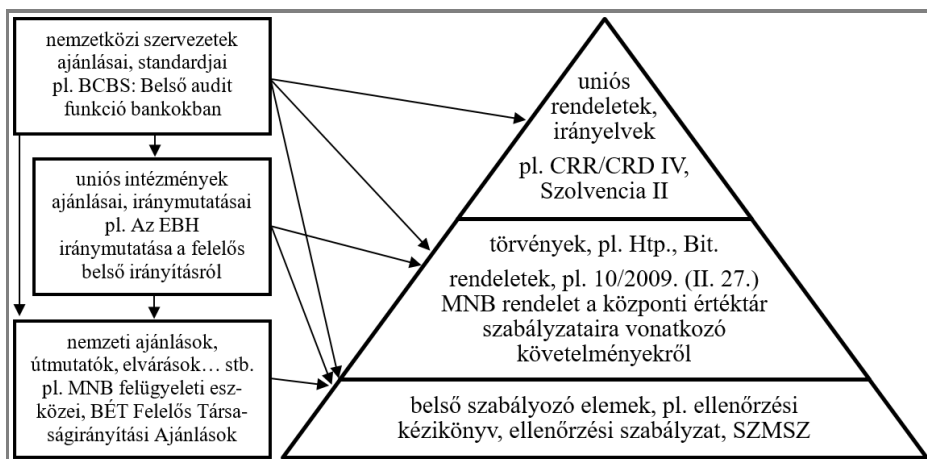 nemzetközi szervezetek
ajánlásai, standardjai
pl. BCBS: Belső audit
funkció bankokban
uniós intézmények
ajánlásai, iránymutatásai
pl. Az EBH
iránymutatása a felelős
belső irányításról
nemzeti ajánlások,
útmutatók, elvárások… stb.
pl. MNB felügyeleti esz-
közei, BÉT Felelős Társa-
ságirányítási Ajánlások
uniós
rendeletek,
irányelvek
pl. CRR/CRD IV,
Szolvencia II
törvények, pl. Htp., Bit.
rendeletek, pl. 10/2009. (II. 27.)
MNB rendelet a központi értéktár
szabályzataira vonatkozó
követelményekről
belső szabályozó elemek, pl. ellenőrzési
kézikönyv, ellenőrzési szabályzat, SZMSZ